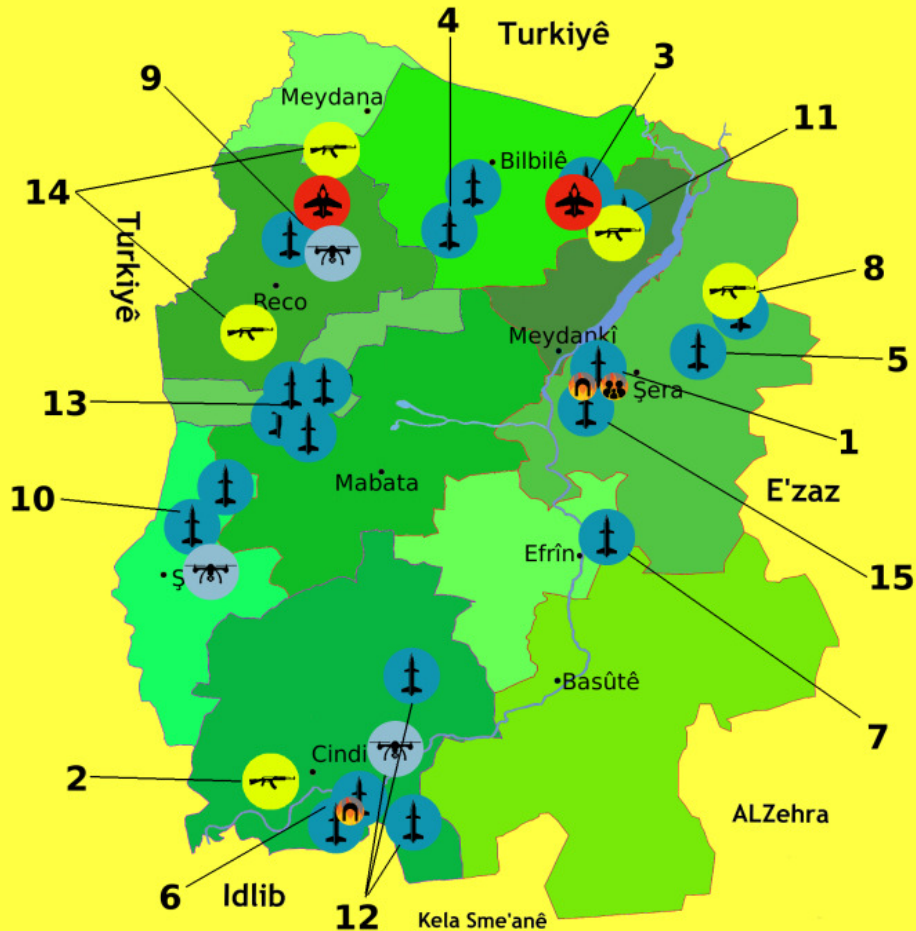 4
Turkiyê
3
9
Meydana
11
Bilbilê
14
Turkiyê
8
Reco
Meydankî
5
13
Şera
1
Mabata
E'zaz
10
Efrîn
Ş
15
Basûtê
7
2
Cindi
ALZehra
6
Idlib
12
Kela Sme'anê